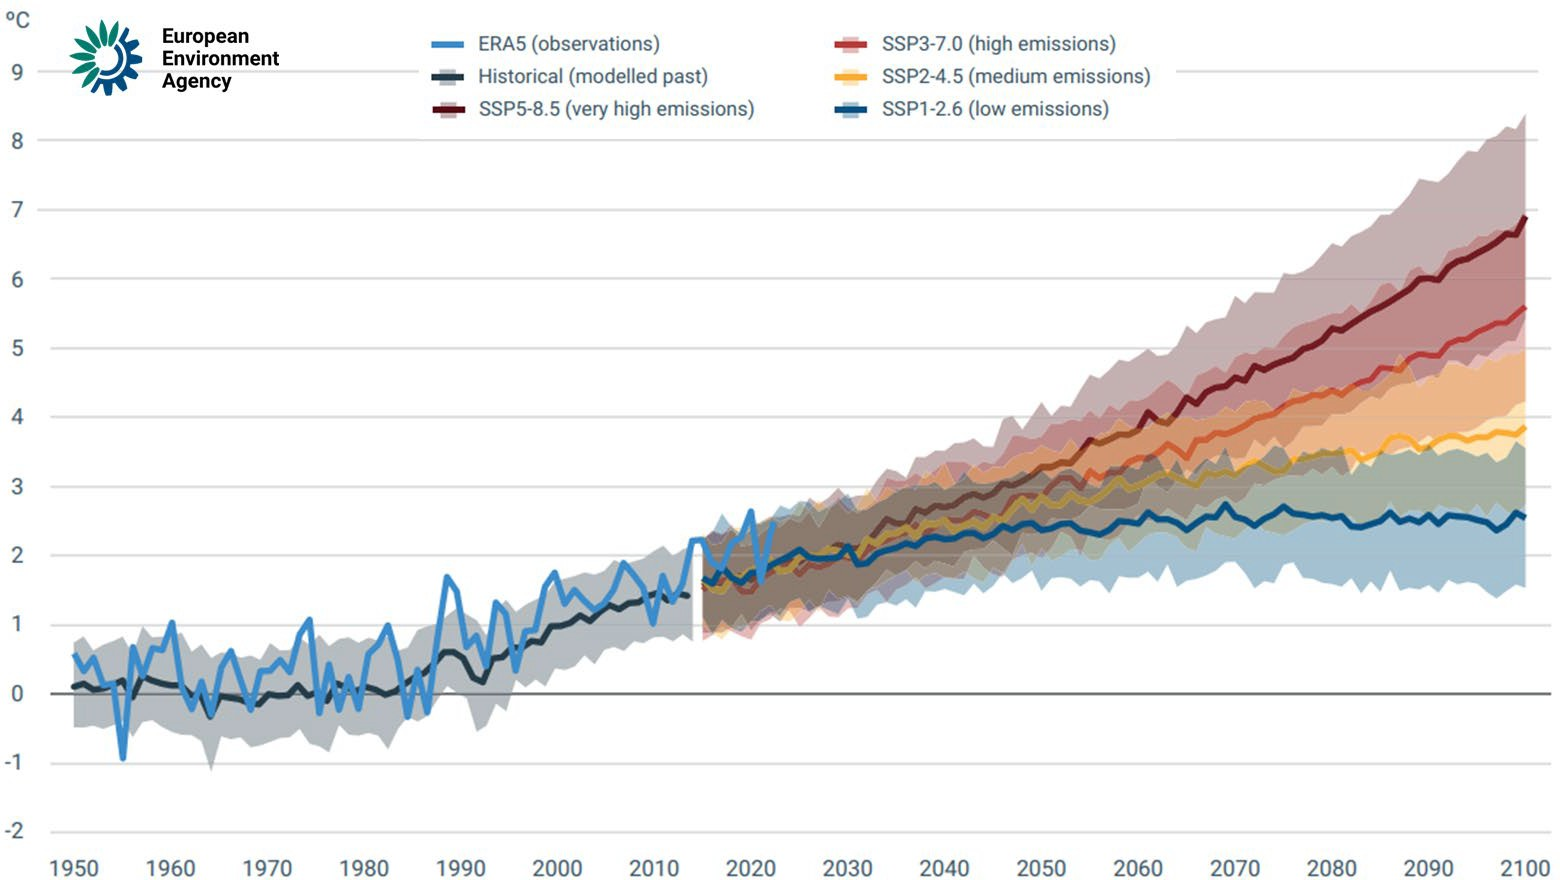 °C
European
Environment
Agency
ERA5 (observations)
Historical (modelled past)
SSP5-8.5 (very high emissions)
SSP3-7.0 (high emissions)
SSP2-4.5 (medium emissions)
SSP1-2.6 (low emissions)
9
8
7
6
5
4
3
2
1
0
-1
-2
1950 1960 1970 1980 1990 2000 2010 2020 2030 2040 2050 2060 2070 2080 2090 2100